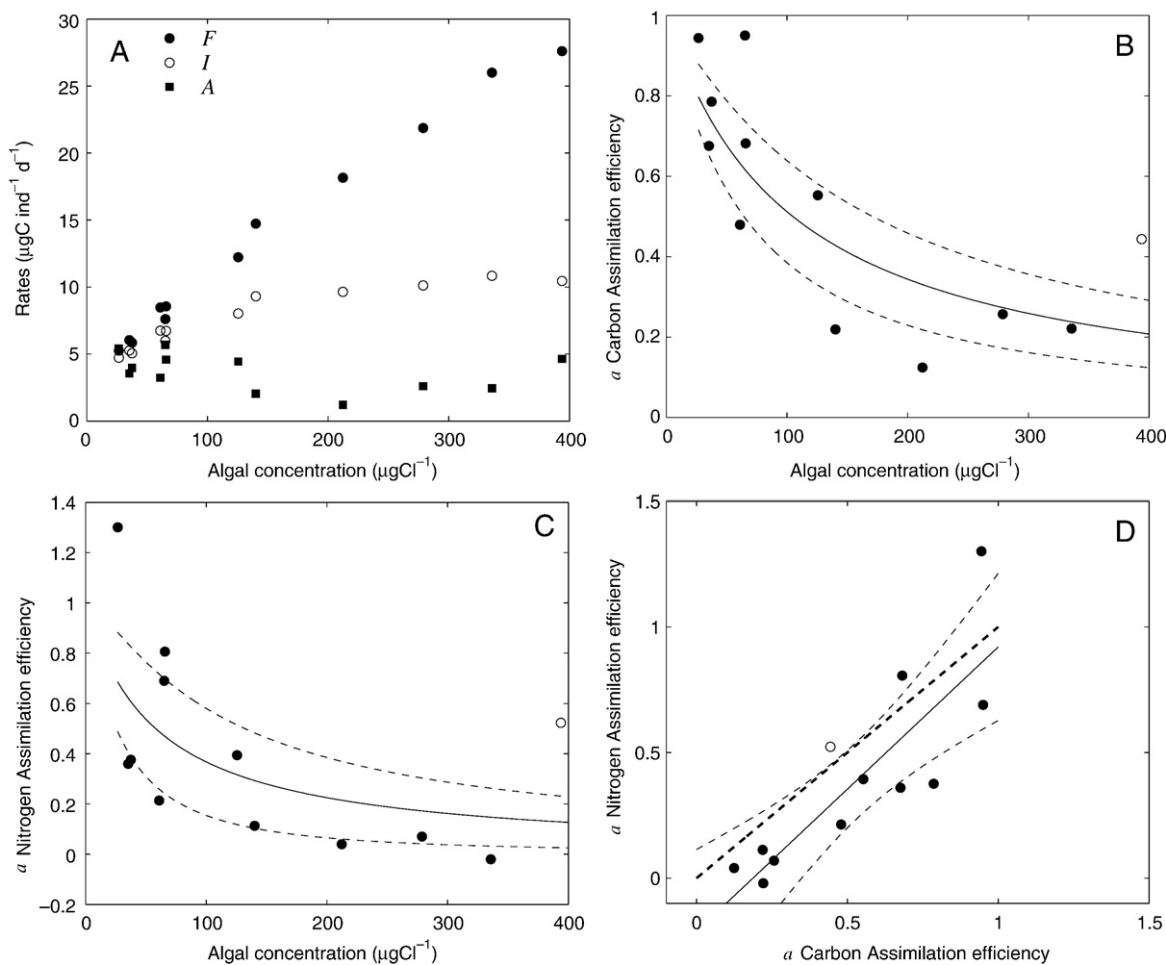 A
F
I
A
30
25
20
15
10
5
0
Rates (µgC ind⁻¹ d⁻¹)
0 100 200 300 400
Algal concentration (µgCl⁻¹)
B
1
0.8
0.6
0.4
0.2
0
a Carbon Assimilation efficiency
0 100 200 300 400
Algal concentration (µgCl⁻¹)
C
1.4
1.2
1
0.8
0.6
0.4
0.2
0
−0.2
a Nitrogen Assimilation efficiency
0 100 200 300 400
Algal concentration (µgCl⁻¹)
D
1.5
1
0.5
0
a Nitrogen Assimilation efficiency
0 0.5 1 1.5
a Carbon Assimilation efficiency